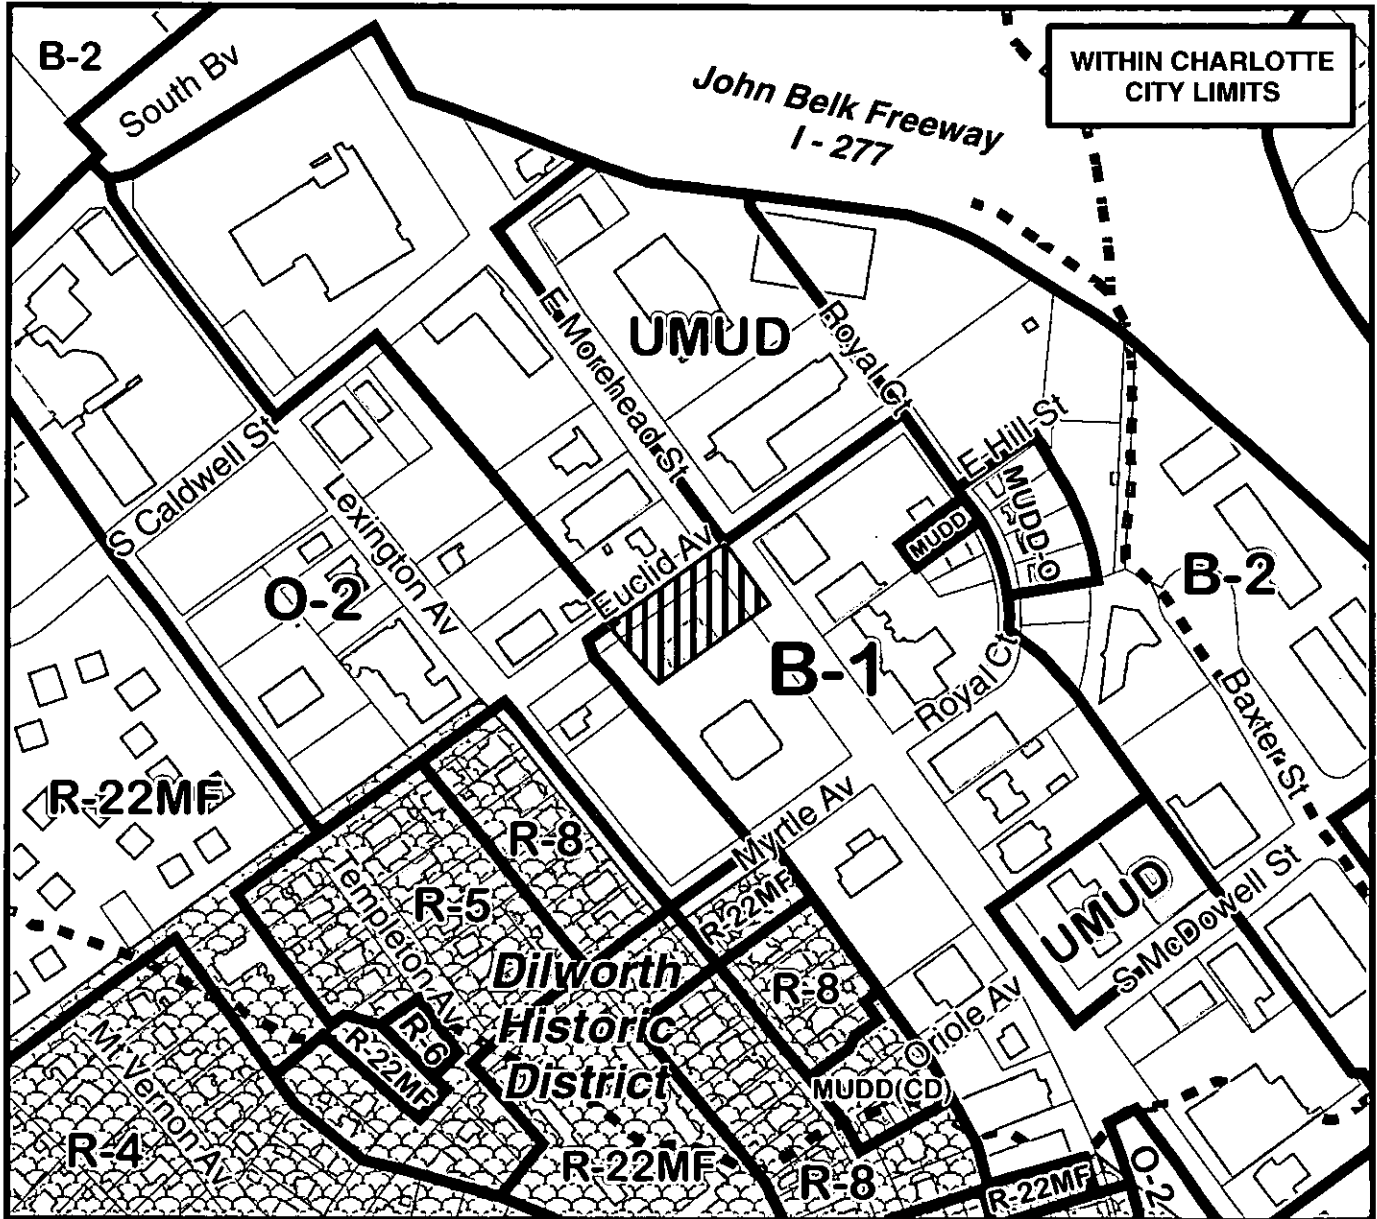 B-2
South Bv
John Belk Freeway
I - 277
WITHIN CHARLOTTE
CITY LIMITS
UMUD
E Morehead St
Royal Ct
E Hill St
MUDD-O
MUDD
B-2
S Caldwell St
Lexington Av
Euclid Av
O-2
B-1
Royal Ct
Baxter St
R-22MF
R-8
Myrtle Av
R-5
Templeton Av
R-22MF
UMUD
S McDowell St
Dilworth
Historic
District
R-8
Oriole Av
R-6
R-22MF
MUDD(CD)
Mt Vernon Av
R-4
R-22MF
R-8
R-22MF
O-2